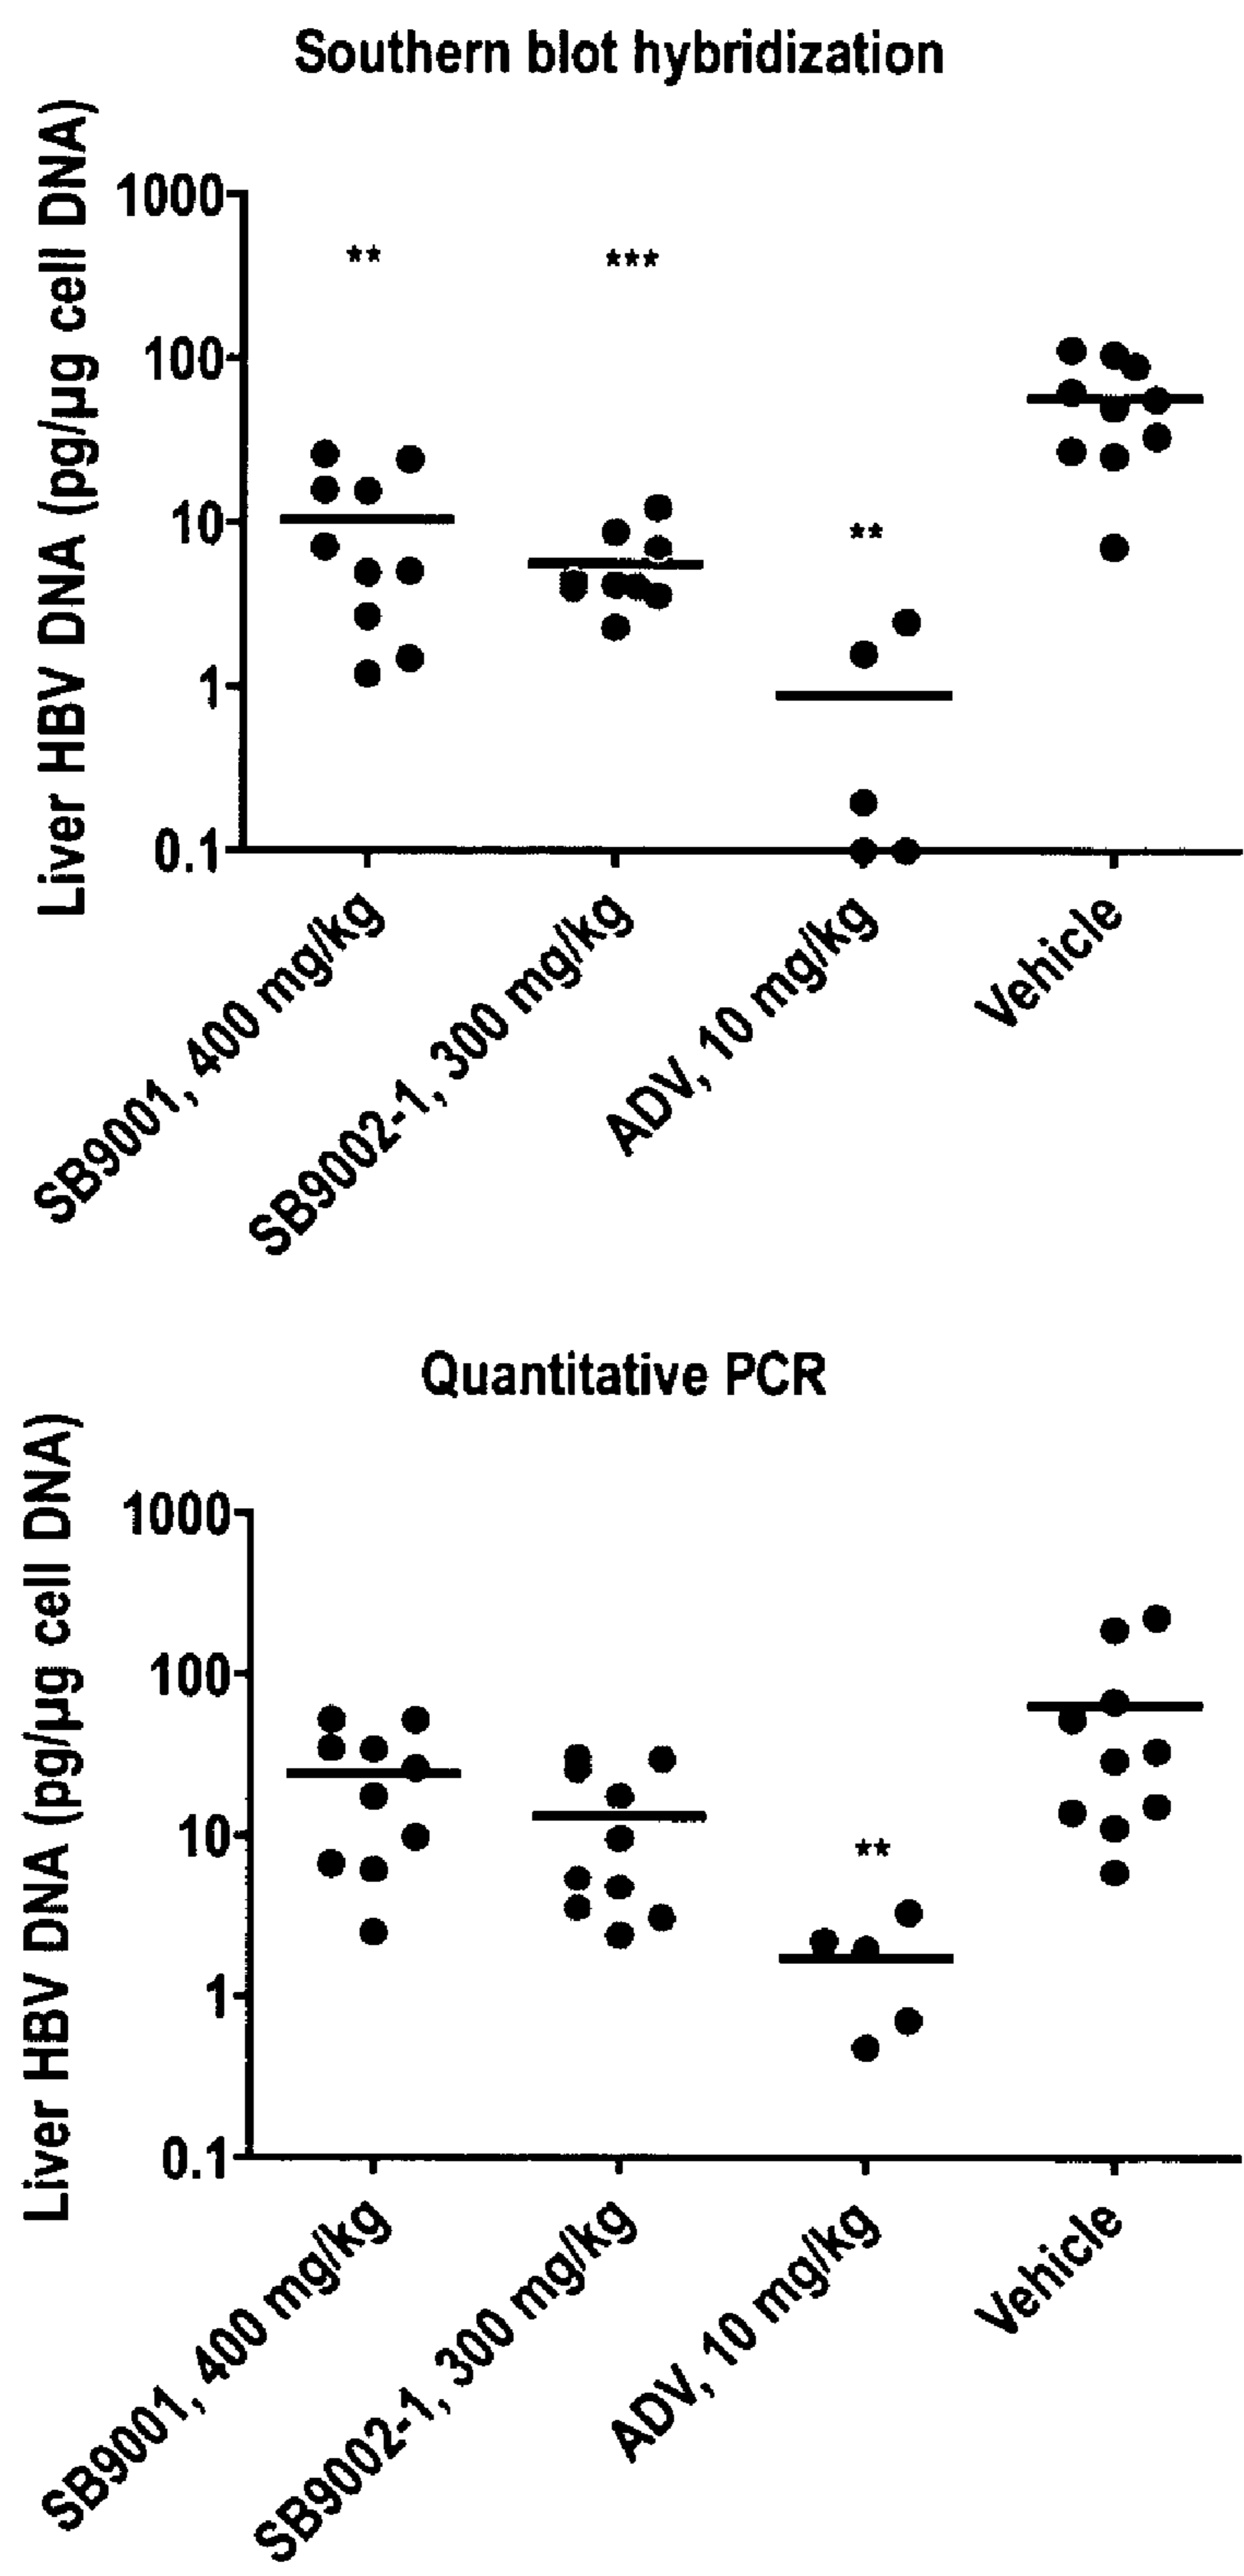 Southern blot hybridization
Liver HBV DNA (pg/µg cell DNA)
1000
100
10
1
0.1
**
***
**
SB9001, 400 mg/kg
SB9002-1, 300 mg/kg
ADV, 10 mg/kg
Vehicle
Quantitative PCR
Liver HBV DNA (pg/µg cell DNA)
1000
100
10
1
0.1
**
SB9001, 400 mg/kg
SB9002-1, 300 mg/kg
ADV, 10 mg/kg
Vehicle